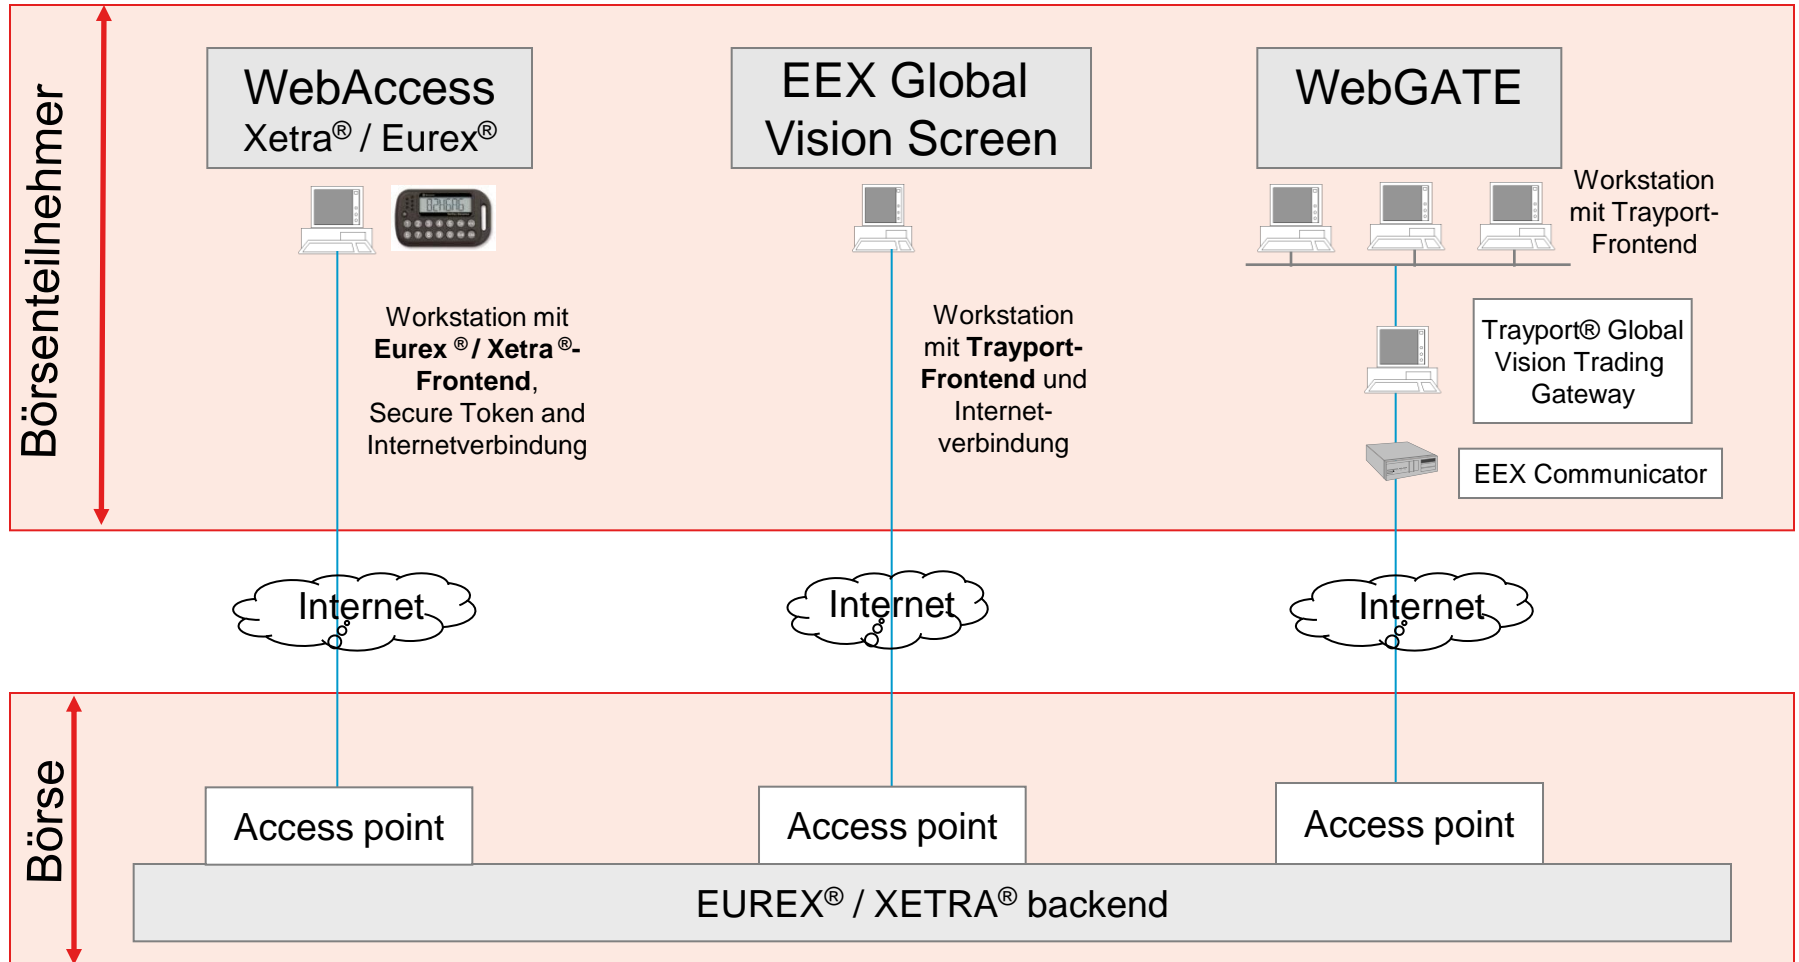 Börsenteilnehmer
WebAccess
Xetra® / Eurex®
EEX Global
Vision Screen
WebGATE
Workstation
mit Trayport-
Frontend
Workstation mit
Eurex ® / Xetra ®-
Frontend,
Secure Token and
Internetverbindung
Workstation
mit Trayport-
Frontend und
Internet-
verbindung
Trayport® Global
Vision Trading
Gateway
EEX Communicator
Internet
Internet
Internet
Börse
Access point
Access point
Access point
EUREX® / XETRA® backend